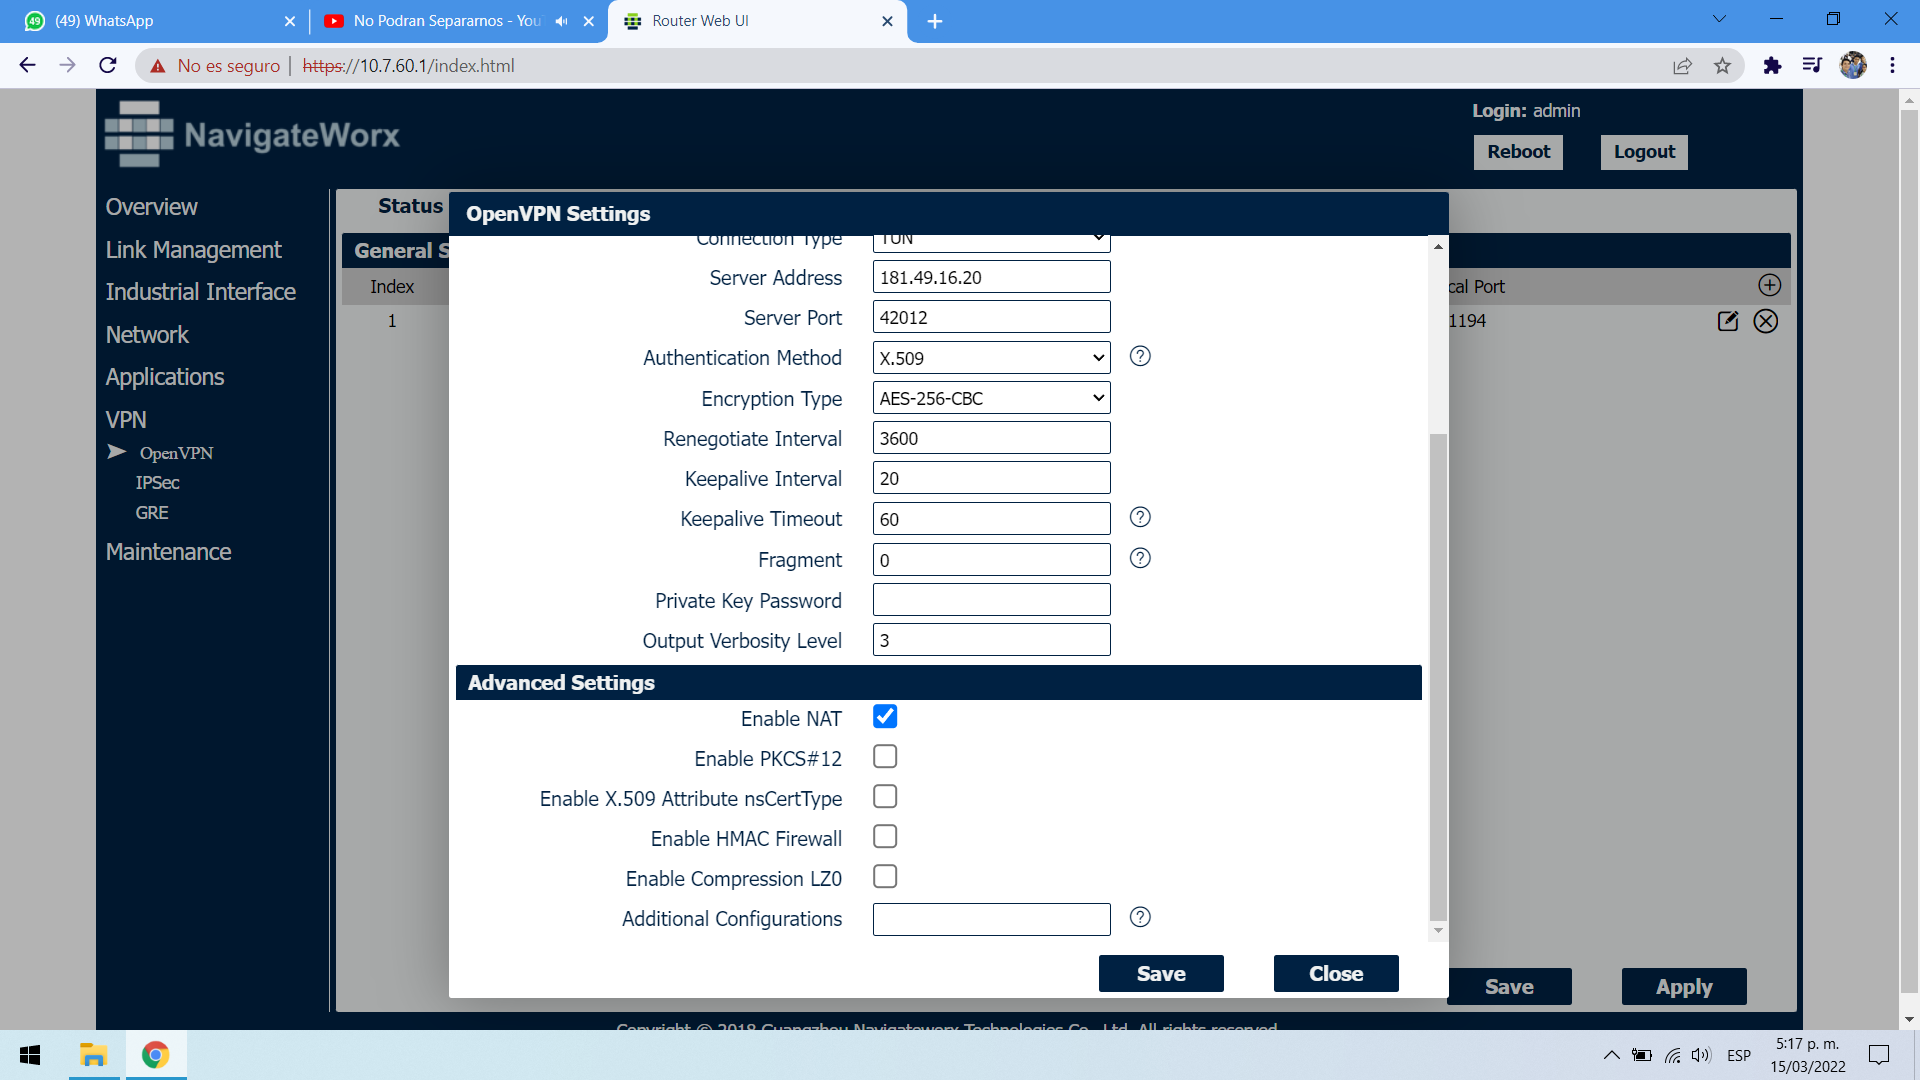 (49) WhatsApp
No Podran Separarnos - You
Router Web UI
No es seguro
https://10.7.60.1/index.html
NavigateWorx
Login: admin
Reboot
Logout
Overview
Link Management
Industrial Interface
Network
Applications
VPN
OpenVPN
IPSec
GRE
Maintenance
Status
General S
Index
1
cal Port
1194
OpenVPN Settings
Connection Type TUN
Server Address 181.49.16.20
Server Port 42012
Authentication Method X.509
Encryption Type AES-256-CBC
Renegotiate Interval 3600
Keepalive Interval 20
Keepalive Timeout 60
Fragment 0
Private Key Password
Output Verbosity Level 3
Advanced Settings
Enable NAT
Enable PKCS#12
Enable X.509 Attribute nsCertType
Enable HMAC Firewall
Enable Compression LZ0
Additional Configurations
Save
Close
Save
Apply
Copyright © 2018 Guangzhou Navigateworx Technologies Co., Ltd. All rights reserved
ESP
5:17 p. m.
15/03/2022